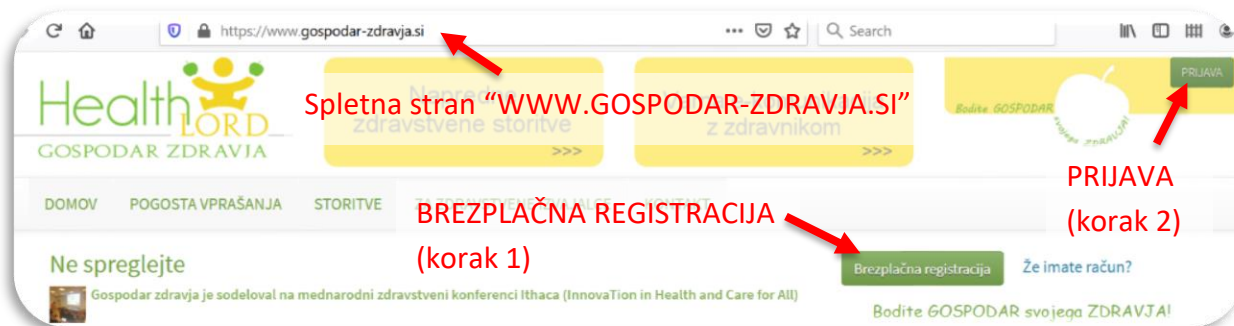 https://www.gospodar-zdravja.si
Search
Health
LORD
GOSPODAR ZDRAVJA
zdravstvene storitve
>>>
z zdravnikom
>>>
Bodite GOSPODAR
svojega ZDRAVJA!
PRIJAVA
Spletna stran “WWW.GOSPODAR-ZDRAVJA.SI”
PRIJAVA
(korak 2)
DOMOV
POGOSTA VPRAŠANJA
STORITVE
BREZPLAČNA REGISTRACIJA
(korak 1)
Ne spreglejte
Brezplačna registracija
Že imate račun?
Gospodar zdravja je sodeloval na mednarodni zdravstveni konferenci Ithaca (InnovaTion in Health and Care for All)
Bodite GOSPODAR svojega ZDRAVJA!